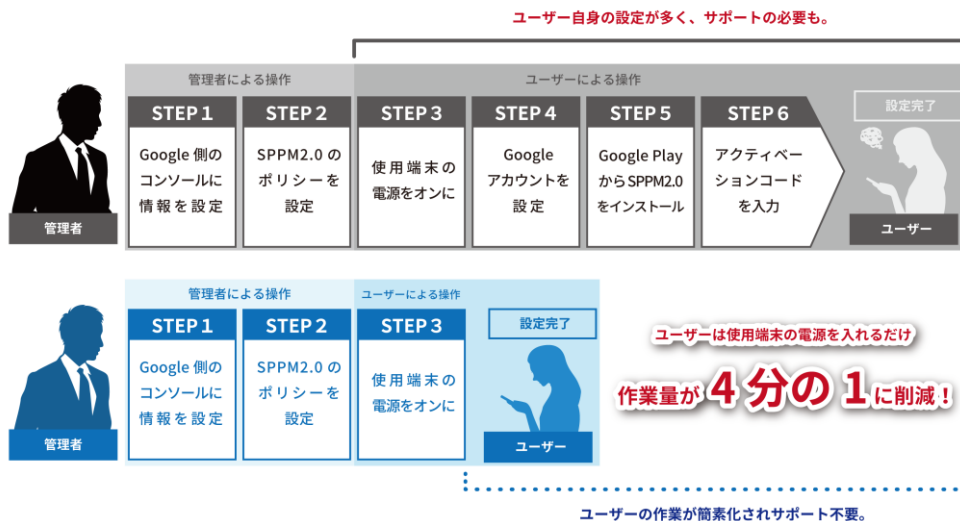 ユーザー自身の設定が多く、サポートの必要も。
管理者による操作
ユーザーによる操作
STEP 1
Google 側の
コンソールに
情報を設定
STEP 2
SPPM2.0 の
ポリシーを
設定
STEP 3
使用端末の
電源をオンに
STEP 4
Google
アカウントを
設定
STEP 5
Google Play
からSPPM2.0
をインストール
STEP 6
アクティベー
ションコード
を入力
設定完了
管理者
ユーザー
管理者による操作
ユーザーによる操作
STEP 1
Google 側の
コンソールに
情報を設定
STEP 2
SPPM2.0 の
ポリシーを
設定
STEP 3
使用端末の
電源をオンに
設定完了
管理者
ユーザー
ユーザーは使用端末の電源を入れるだけ
作業量が 4 分の 1 に削減！
ユーザーの作業が簡素化されサポート不要。